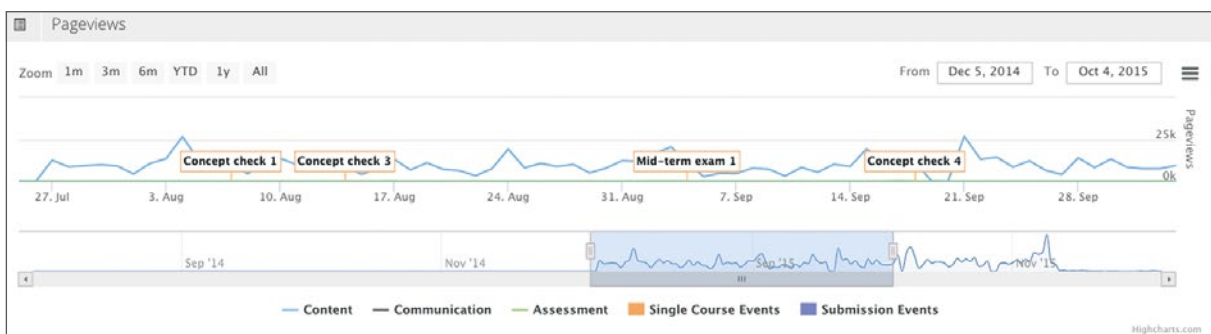 Pageviews
Zoom 1m 3m 6m YTD 1y All From Dec 5, 2014 To Oct 4, 2015
25k
Pageviews
Concept check 1 Concept check 3 Mid-term exam 1 Concept check 4
0k
27. Jul 3. Aug 10. Aug 17. Aug 24. Aug 31. Aug 7. Sep 14. Sep 21. Sep 28. Sep
Sep '14 Nov '14 Sep '15 Nov '15
Content Communication Assessment Single Course Events Submission Events
Highcharts.com